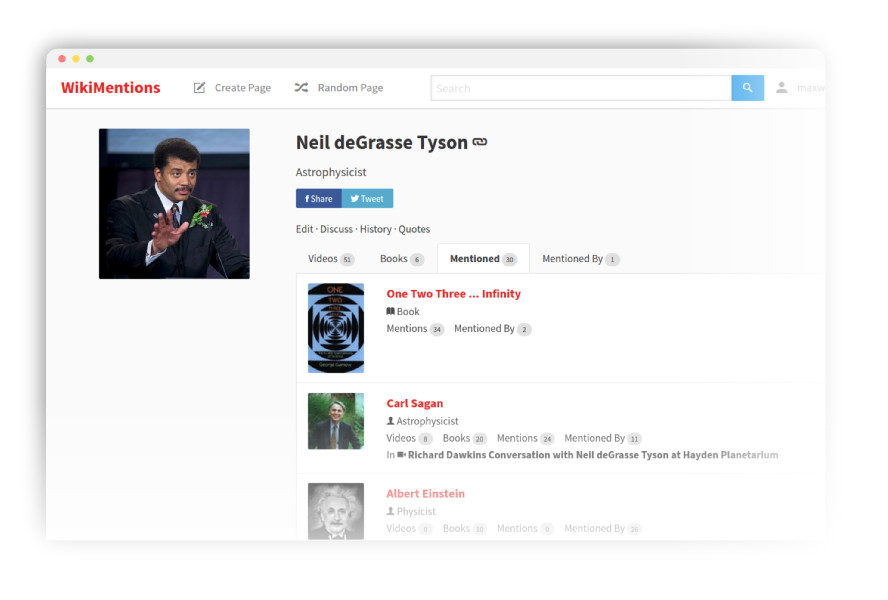 WikiMentions Create Page Random Page Search maxw
Neil deGrasse Tyson
Astrophysicist
Share Tweet
Edit · Discuss · History · Quotes
Videos 51 Books 6 Mentioned 30 Mentioned By 1
ONE
TWO
One Two Three ... Infinity
Book
Mentions 34 Mentioned By 2
George Gamow
Carl Sagan
Astrophysicist
Videos 8 Books 20 Mentions 24 Mentioned By 11
In Richard Dawkins Conversation with Neil deGrasse Tyson at Hayden Planetarium
Albert Einstein
Physicist
Videos Books 10 Mentions Mentioned By 26